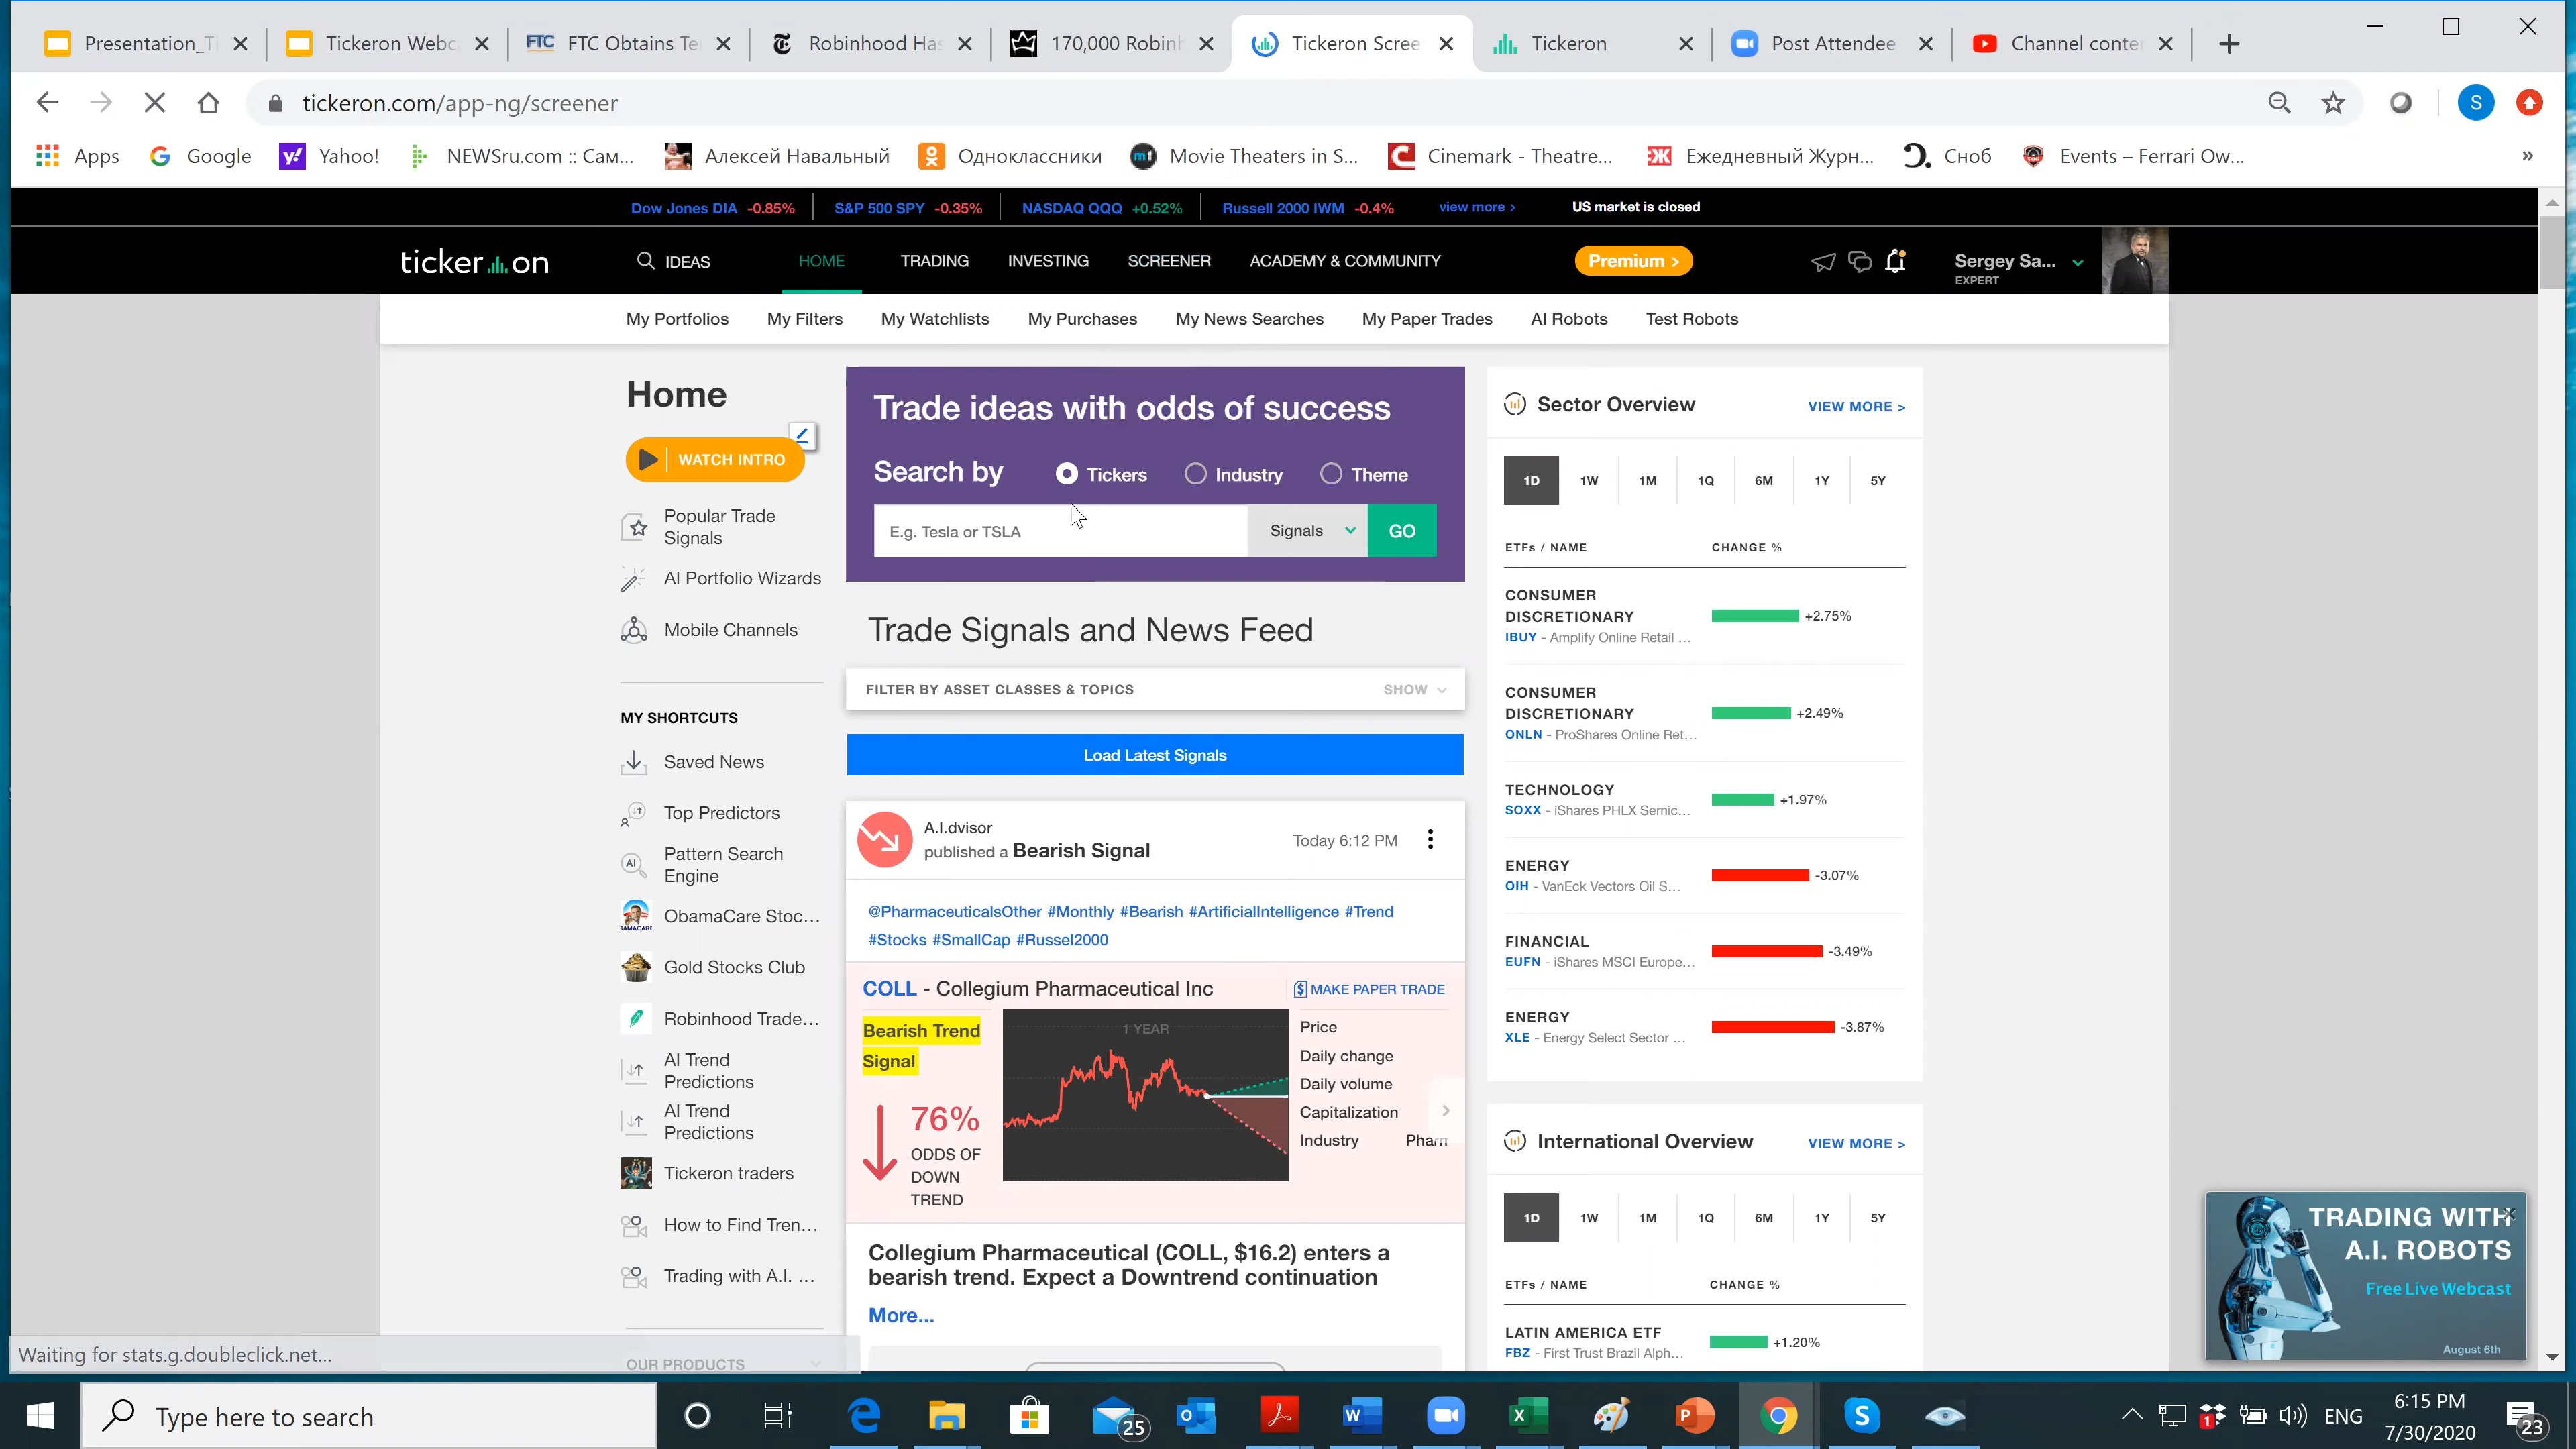 Presentation_Ti
Tickeron Webc
FTC
FTC Obtains Te
Robinhood Has
170,000 Robinh
Tickeron Scree
Tickeron
Post Attendee
Channel conte
tickeron.com/app-ng/screener
S
Apps
Google
Yahoo!
NEWSru.com :: Сам...
Алексей Навальный
Одноклассники
Movie Theaters in S...
Cinemark - Theatre...
Ежедневный Журн...
Сноб
Events – Ferrari Ow...
»
Dow Jones DIA -0.85%
S&P 500 SPY -0.35%
NASDAQ QQQ +0.52%
Russell 2000 IWM -0.4%
view more >
US market is closed
tickeron
IDEAS
HOME
TRADING
INVESTING
SCREENER
ACADEMY & COMMUNITY
Premium >
Sergey Sa...
EXPERT
My Portfolios
My Filters
My Watchlists
My Purchases
My News Searches
My Paper Trades
AI Robots
Test Robots
Home
WATCH INTRO
Popular Trade
Signals
AI Portfolio Wizards
Mobile Channels
MY SHORTCUTS
Saved News
Top Predictors
Pattern Search
Engine
ObamaCare Stoc...
Gold Stocks Club
Robinhood Trade...
AI Trend
Predictions
AI Trend
Predictions
Tickeron traders
How to Find Tren...
Trading with A.I. ...
OUR PRODUCTS
Trade ideas with odds of success
Search by
Tickers
Industry
Theme
E.g. Tesla or TSLA
Signals
GO
Trade Signals and News Feed
FILTER BY ASSET CLASSES & TOPICS
SHOW
Load Latest Signals
A.I.dvisor
published a Bearish Signal
Today 6:12 PM
@PharmaceuticalsOther #Monthly #Bearish #ArtificialIntelligence #Trend
#Stocks #SmallCap #Russel2000
COLL - Collegium Pharmaceutical Inc
MAKE PAPER TRADE
Bearish Trend
Signal
76%
ODDS OF
DOWN
TREND
1 YEAR
Price
Daily change
Daily volume
Capitalization
Industry
Pharm
Collegium Pharmaceutical (COLL, $16.2) enters a
bearish trend. Expect a Downtrend continuation
More...
Sector Overview
VIEW MORE >
1D 1W 1M 1Q 6M 1Y 5Y
ETFs / NAME CHANGE %
CONSUMER
DISCRETIONARY
+2.75%
IBUY - Amplify Online Retail ...
CONSUMER
DISCRETIONARY
+2.49%
ONLN - ProShares Online Ret...
TECHNOLOGY
+1.97%
SOXX - iShares PHLX Semic...
ENERGY
-3.07%
OIH - VanEck Vectors Oil S...
FINANCIAL
-3.49%
EUFN - iShares MSCI Europe...
ENERGY
-3.87%
XLE - Energy Select Sector ...
International Overview
VIEW MORE >
1D 1W 1M 1Q 6M 1Y 5Y
ETFs / NAME CHANGE %
LATIN AMERICA ETF
+1.20%
FBZ - First Trust Brazil Alph...
TRADING WITH
A.I. ROBOTS
Free Live Webcast
August 6th
Waiting for stats.g.doubleclick.net...
Type here to search
25
ENG
6:15 PM
7/30/2020
23